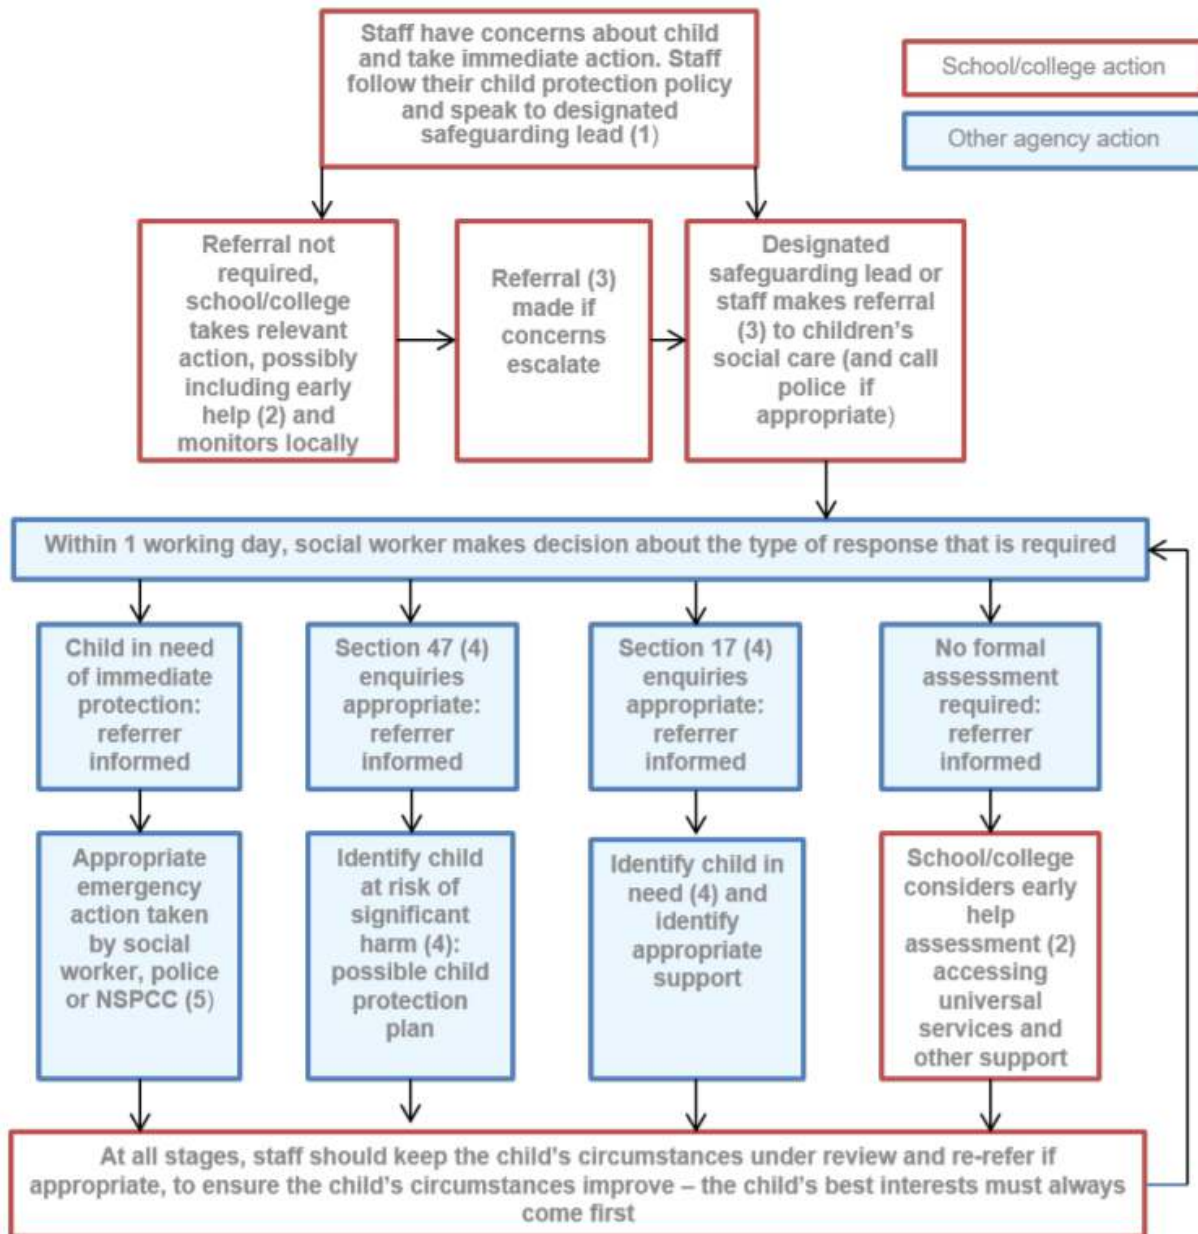 Staff have concerns about child
and take immediate action. Staff
follow their child protection policy
and speak to designated
safeguarding lead (1)
School/college action
Other agency action
Referral not
required,
school/college
takes relevant
action, possibly
including early
help (2) and
monitors locally
Referral (3)
made if
concerns
escalate
Designated
safeguarding lead or
staff makes referral
(3) to children's
social care (and call
police if
appropriate)
Within 1 working day, social worker makes decision about the type of response that is required
Child in need
of immediate
protection:
referrer
informed
Section 47 (4)
enquiries
appropriate:
referrer
informed
Section 17 (4)
enquiries
appropriate:
referrer
informed
No formal
assessment
required:
referrer
informed
Appropriate
emergency
action taken
by social
worker, police
or NSPCC (5)
Identify child
at risk of
significant
harm (4):
possible child
protection
plan
Identify child in
need (4) and
identify
appropriate
support
School/college
considers early
help
assessment (2)
accessing
universal
services and
other support
At all stages, staff should keep the child's circumstances under review and re-refer if
appropriate, to ensure the child's circumstances improve – the child's best interests must always
come first